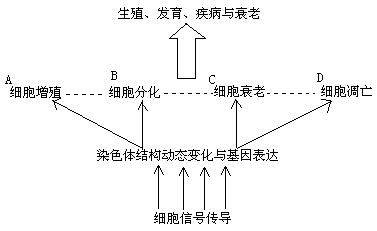 生殖、发育、疾病与衰老
A B C D
细胞增殖 细胞分化 细胞衰老 细胞凋亡
染色体结构动态变化与基因表达
细胞信号传导